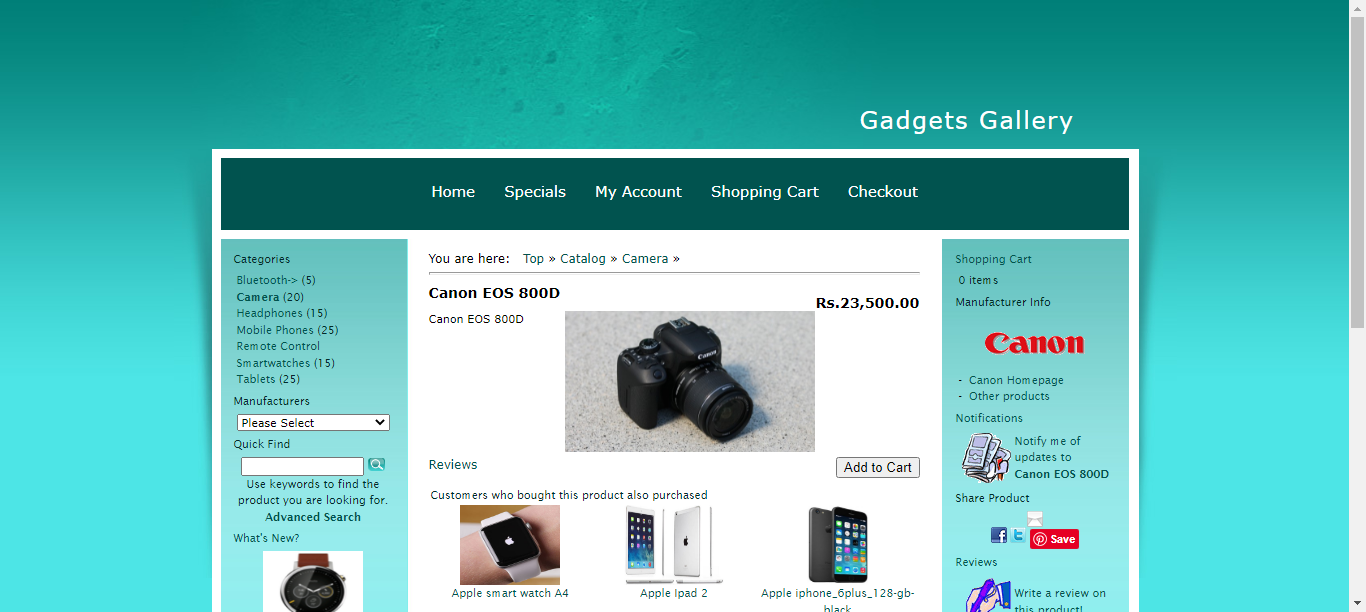 Gadgets Gallery
Home Specials My Account Shopping Cart Checkout
Categories
Bluetooth-> (5)
Camera (20)
Headphones (15)
Mobile Phones (25)
Remote Control
Smartwatches (15)
Tablets (25)
Manufacturers
Please Select
Quick Find
Use keywords to find the
product you are looking for.
Advanced Search
What's New?
You are here: Top » Catalog » Camera »
Canon EOS 800D
Rs.23,500.00
Canon EOS 800D
Canon
Reviews
Add to Cart
Customers who bought this product also purchased
Apple smart watch A4
Apple Ipad 2
Apple iphone_6plus_128-gb-
black
Shopping Cart
0 items
Manufacturer Info
Canon
- Canon Homepage
- Other products
Notifications
Notify me of
updates to
Canon EOS 800D
Share Product
Save
Reviews
Write a review on
this product!